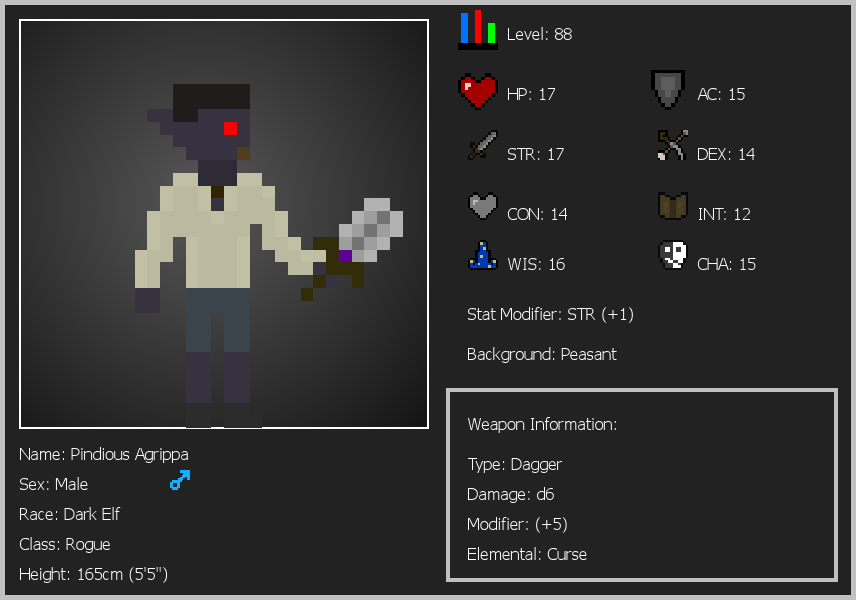 Level: 88
HP: 17
AC: 15
STR: 17
DEX: 14
CON: 14
INT: 12
WIS: 16
CHA: 15
Stat Modifier: STR (+1)
Background: Peasant
Weapon Information:
Type: Dagger
Damage: d6
Modifier: (+5)
Elemental: Curse
Name: Pindious Agrippa
Sex: Male
Race: Dark Elf
Class: Rogue
Height: 165cm (5'5")